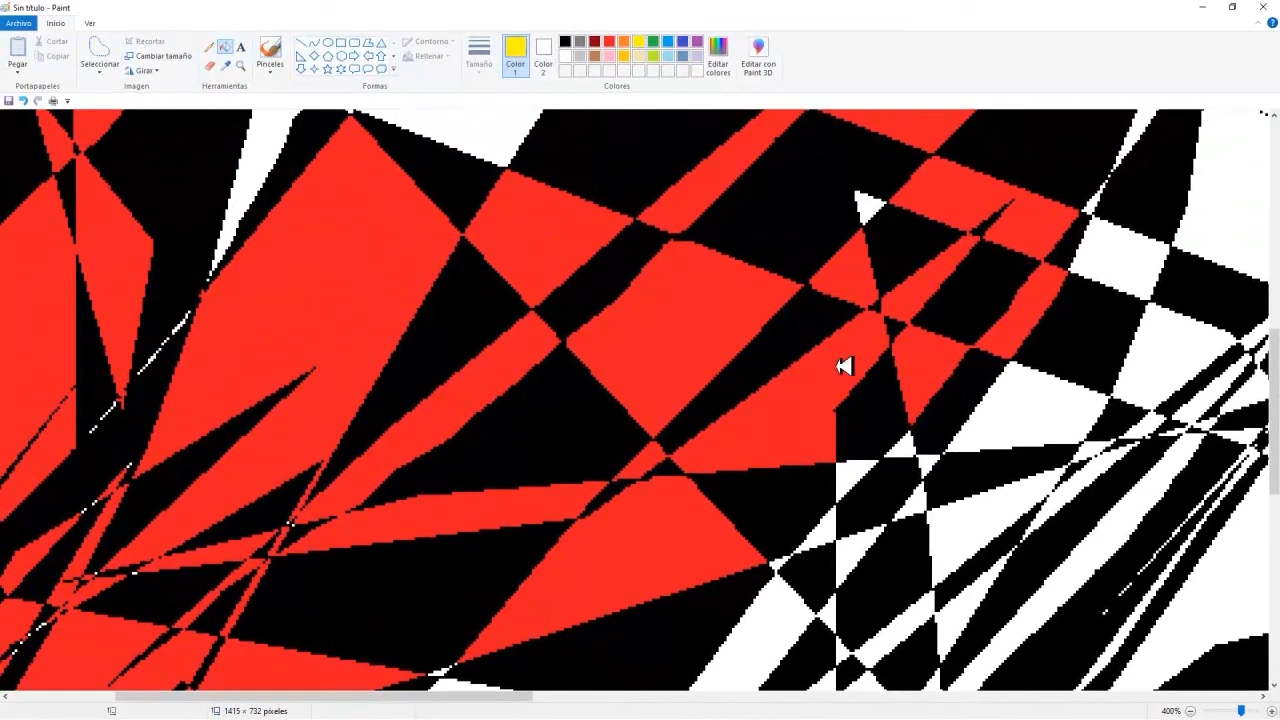 Sin título - Paint
Archivo Inicio Ver
Pegar
Cortar
Copiar
Portapapeles
Seleccionar
Recortar
Cambiar tamaño
Girar
Imagen
A
Herramientas
Pinceles
Contorno
Rellenar
Formas
Tamaño
Color 1
Color 2
Editar colores
Editar con Paint 3D
Colores
1415 × 732 píxeles
400%